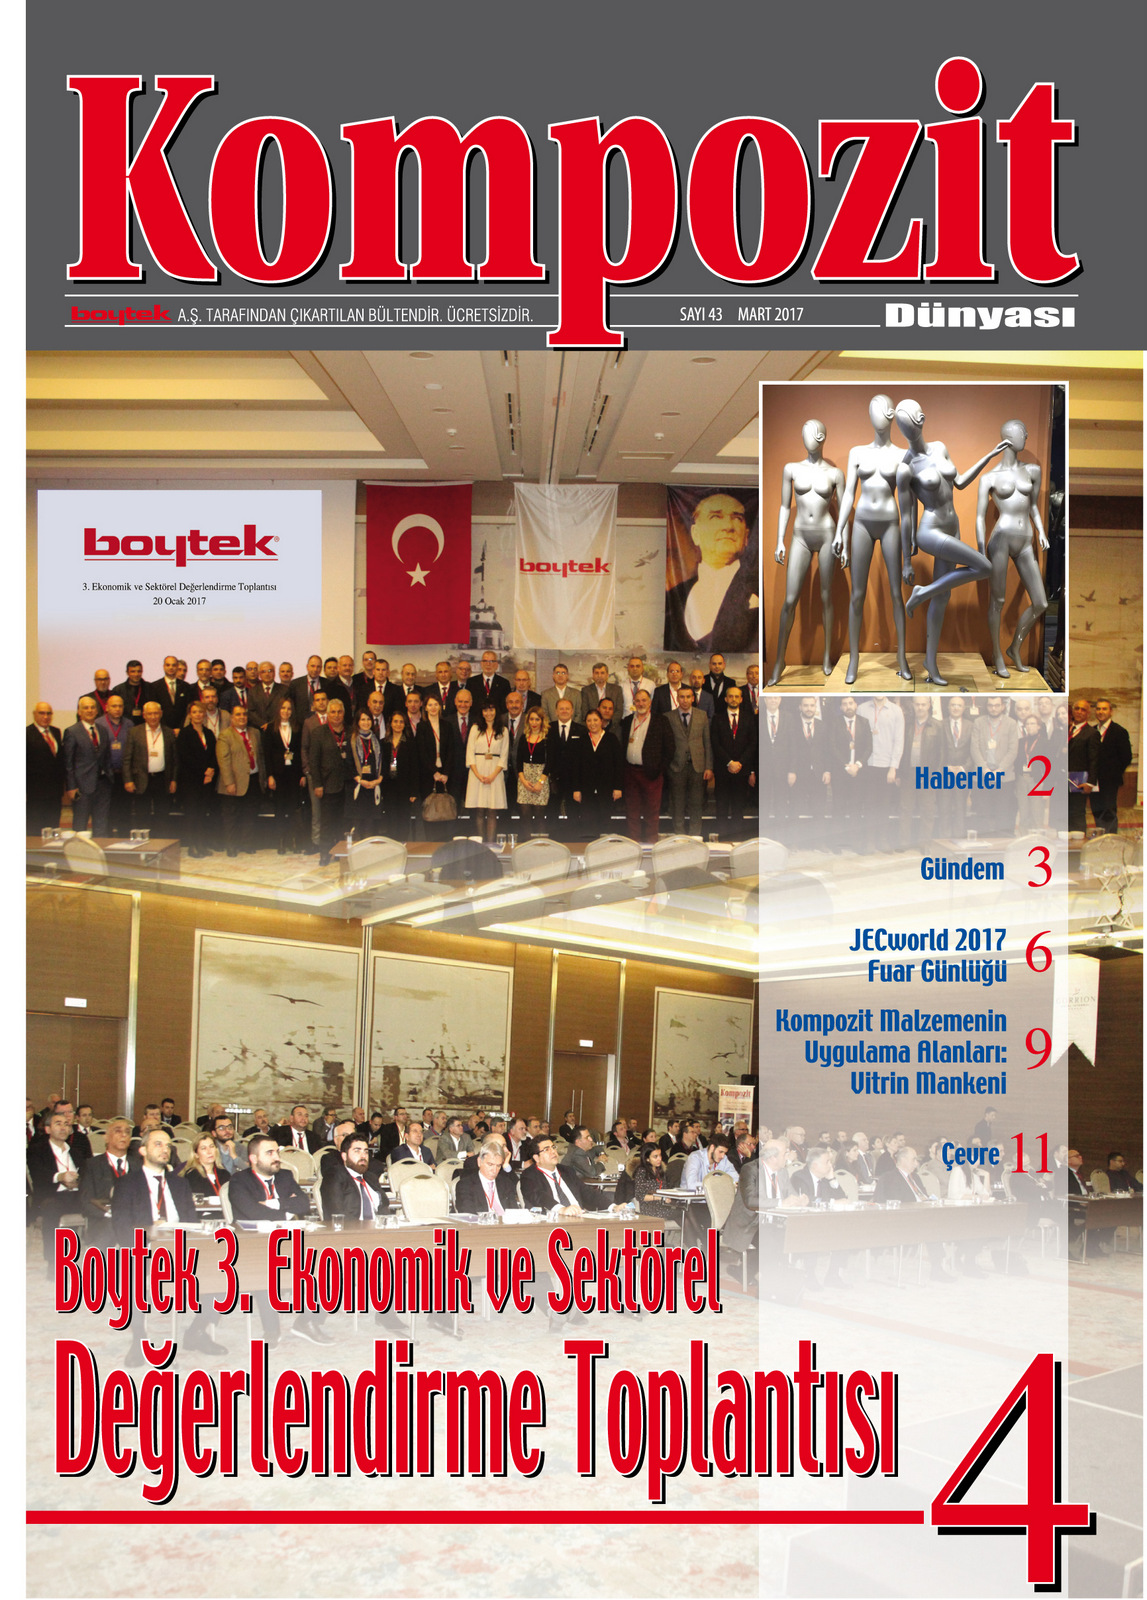 Kompozit
boytek A.Ş. TARAFINDAN ÇIKARTILAN BÜLTENDİR. ÜCRETSİZDİR.
SAYI 43 MART 2017
Dünyası
boytek
3. Ekonomik ve Sektörel Değerlendirme Toplantısı
20 Ocak 2017
boytek
Haberler 2
Gündem 3
JECworld 2017
Fuar Günlüğü 6
Kompozit Malzemenin
Uygulama Alanları: 9
Vitrin Mankeni
Çevre 11
Kompozit
Boytek 3. Ekonomik ve Sektörel
Değerlendirme Toplantısı 4